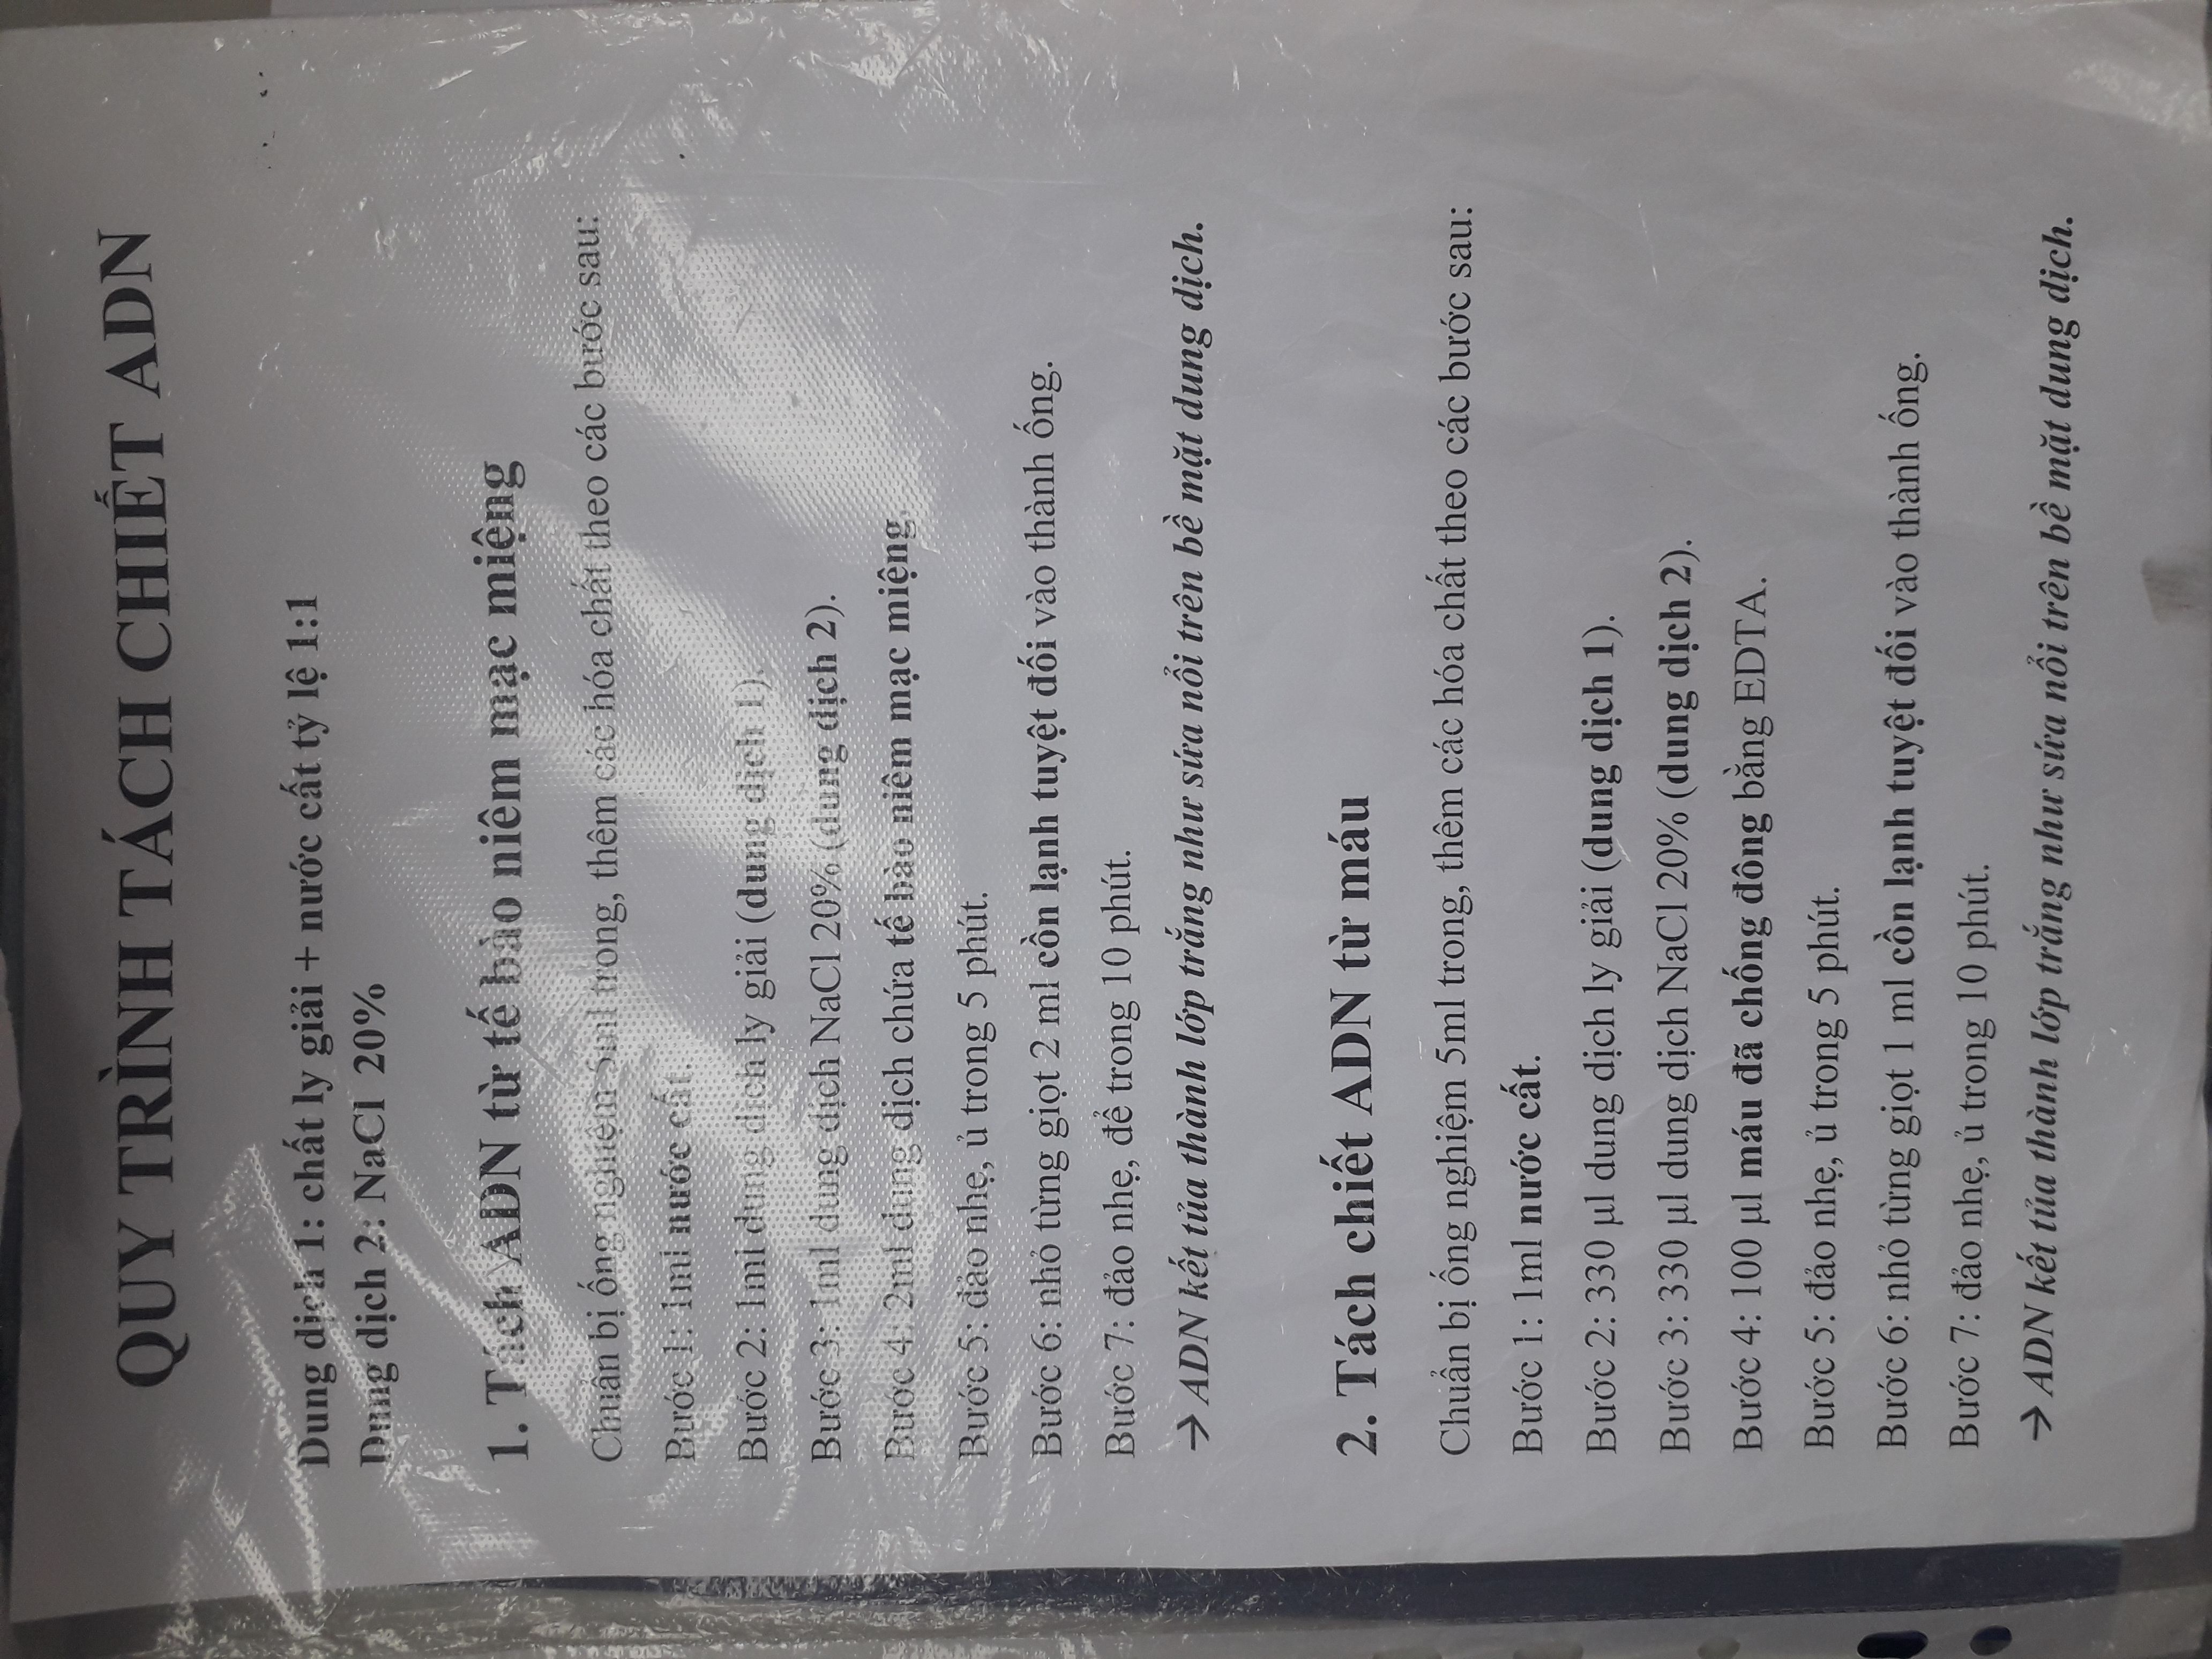 QUY TRÌNH TÁCH CHIẾT ADN
Dung dịch 1: chất ly giải + nước cất tỷ lệ 1:1
Dung dịch 2: NaCl 20%
1. Tách ADN từ tế bào niêm mạc miệng
Chuẩn bị ống nghiệm 5ml trong, thêm các hóa chất theo các bước sau:
Bước 1: 1ml nước cất.
Bước 2: 1ml dung dịch ly giải (dung dịch 1).
Bước 3: 1ml dung dịch NaCl 20% (dung dịch 2).
Bước 4: 2ml dung dịch chứa tế bào niêm mạc miệng.
Bước 5: đảo nhẹ, ủ trong 5 phút.
Bước 6: nhỏ từng giọt 2 ml cồn lạnh tuyệt đối vào thành ống.
Bước 7: đảo nhẹ, để trong 10 phút.
→ ADN kết tủa thành lớp trắng như sứa nổi trên bề mặt dung dịch.
2. Tách chiết ADN từ máu
Chuẩn bị ống nghiệm 5ml trong, thêm các hóa chất theo các bước sau:
Bước 1: 1ml nước cất.
Bước 2: 330 µl dung dịch ly giải (dung dịch 1).
Bước 3: 330 µl dung dịch NaCl 20% (dung dịch 2).
Bước 4: 100 µl máu đã chống đông bằng EDTA.
Bước 5: đảo nhẹ, ủ trong 5 phút.
Bước 6: nhỏ từng giọt 1 ml cồn lạnh tuyệt đối vào thành ống.
Bước 7: đảo nhẹ, ủ trong 10 phút.
→ ADN kết tủa thành lớp trắng như sứa nổi trên bề mặt dung dịch.